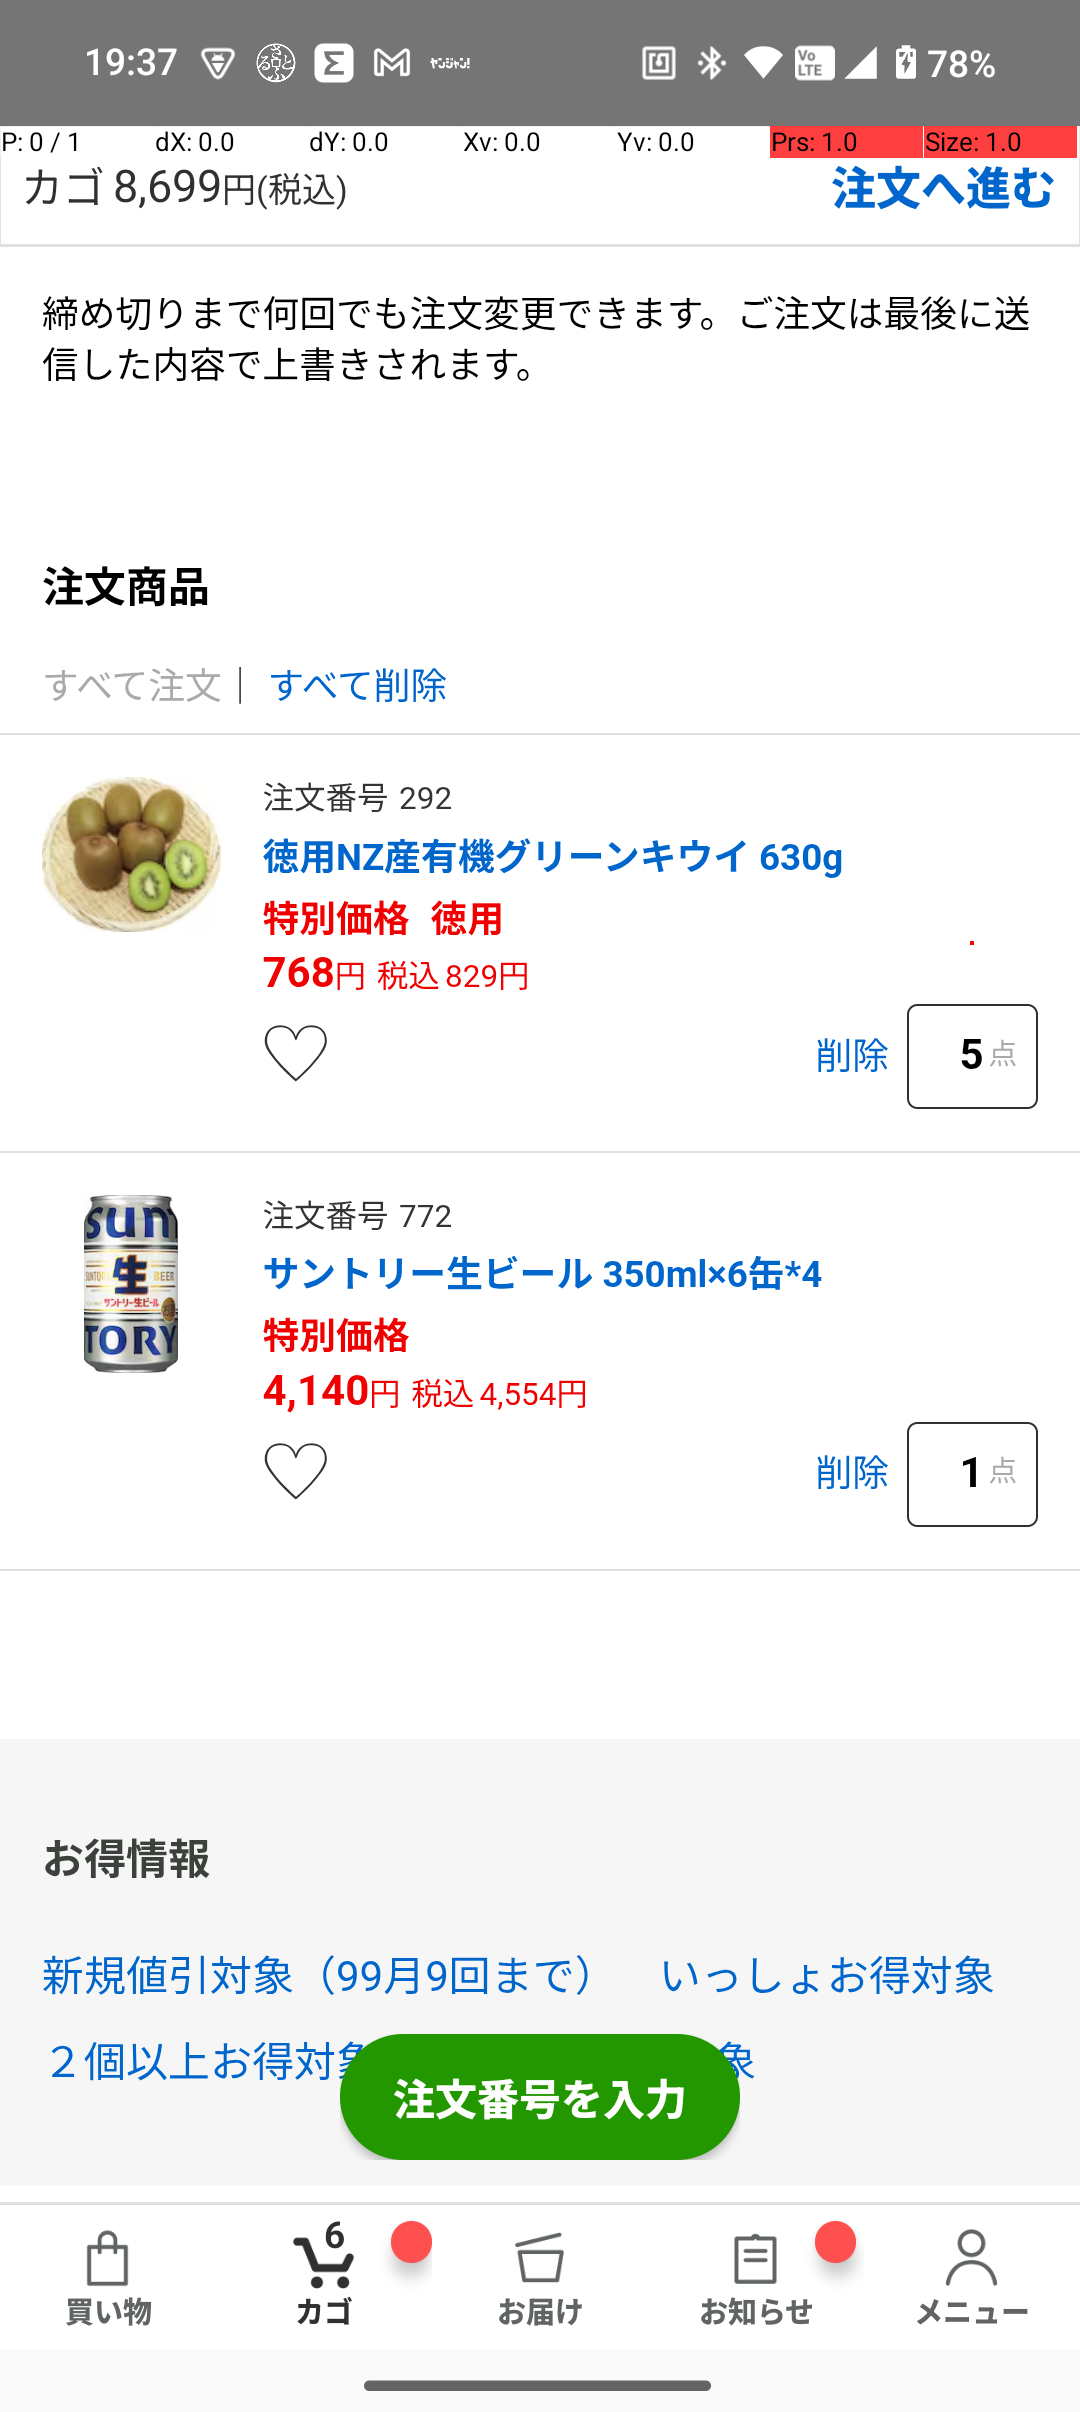 19:37 78%
P: 0 / 1 dX: 0.0 dY: 0.0 Xv: 0.0 Yv: 0.0 Prs: 1.0 Size: 1.0
カゴ 8,699円(税込) 注文へ進む
締め切りまで何回でも注文変更できます。ご注文は最後に送
信した内容で上書きされます。
注文商品
すべて注文 | すべて削除
注文番号 292
徳用NZ産有機グリーンキウイ 630g
特別価格 徳用
768円 税込 829円
削除 5 点
注文番号 772
サントリー生ビール 350ml×6缶*4
特別価格
4,140円 税込 4,554円
削除 1 点
お得情報
新規値引対象（99月9回まで） いっしょお得対象
２個以上お得対象 象
注文番号を入力
6
買い物 カゴ お届け お知らせ メニュー